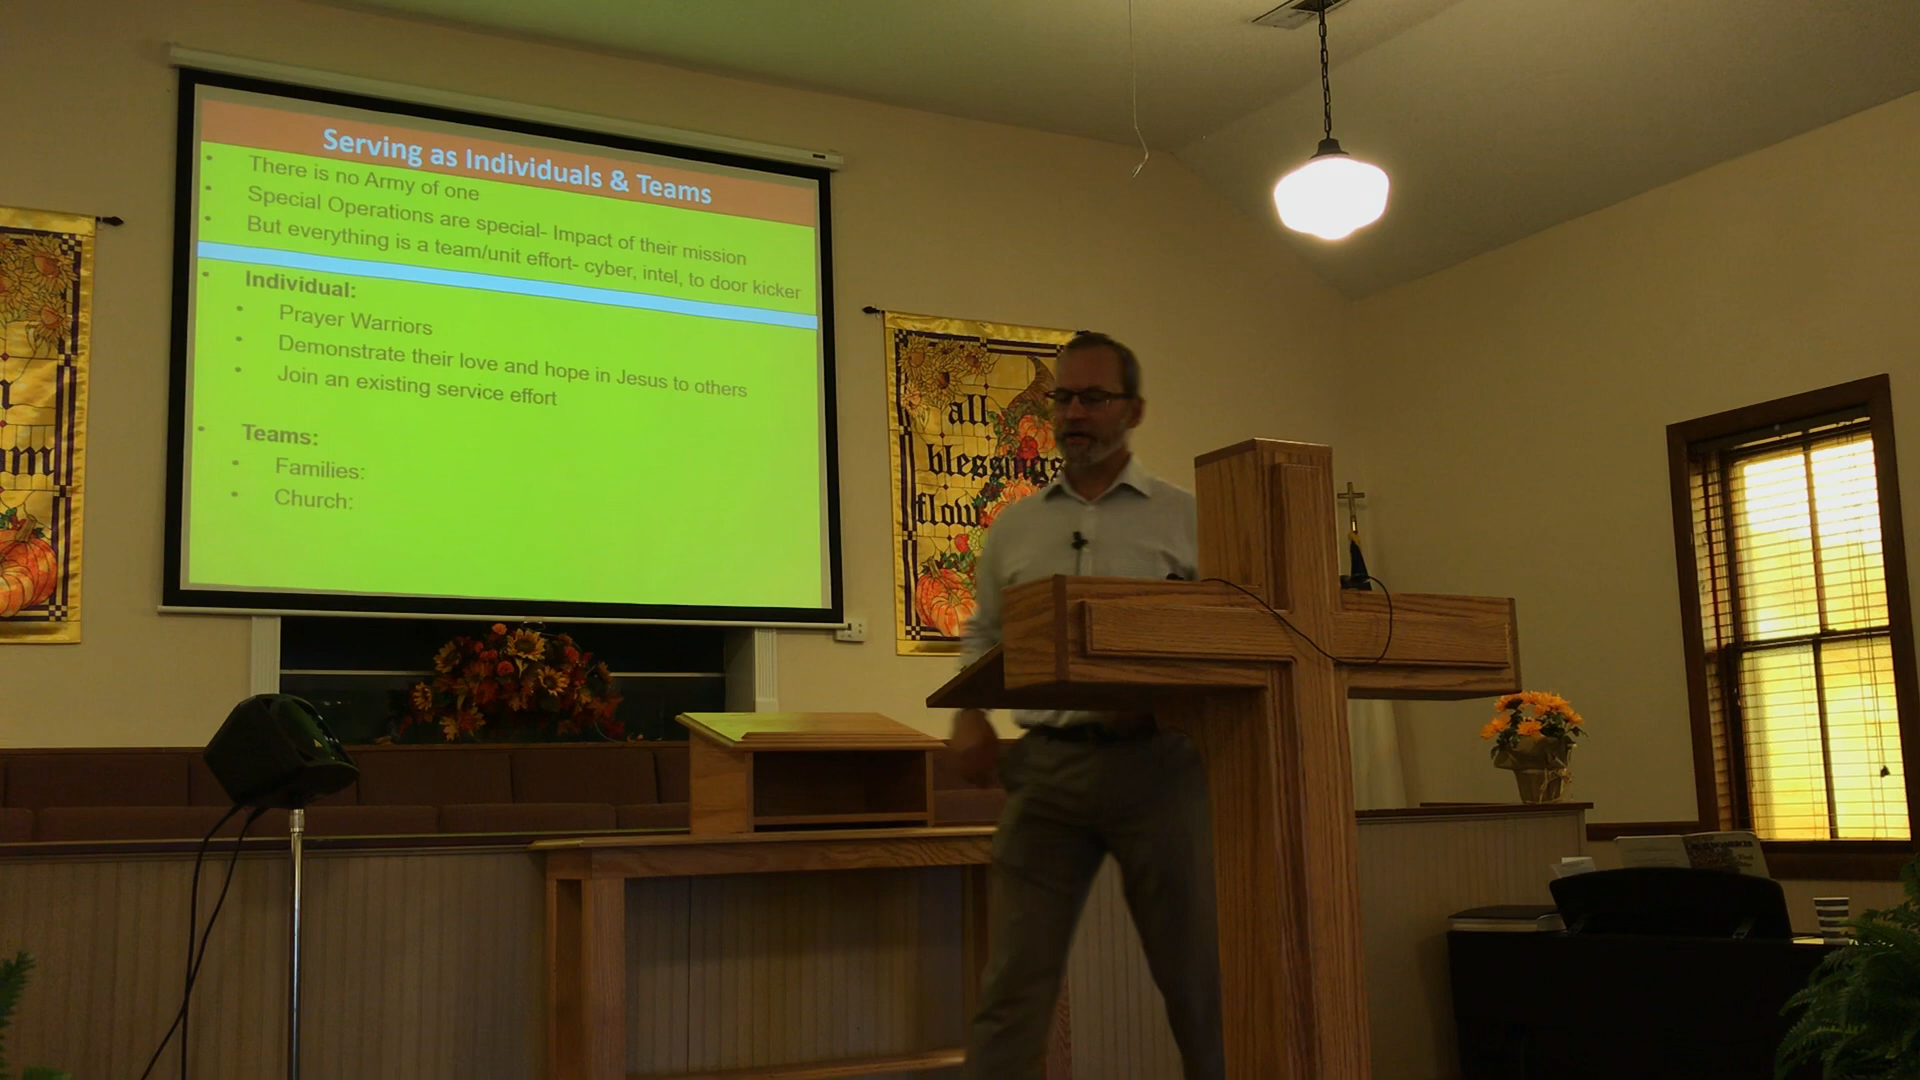 Serving as Individuals & Teams
• There is no Army of one
• Special Operations are special- Impact of their mission
• But everything is a team/unit effort- cyber, intel, to door kicker
• Individual:
• Prayer Warriors
• Demonstrate their love and hope in Jesus to others
• Join an existing service effort
• Teams:
• Families:
• Church:
all
blessings
flow
om